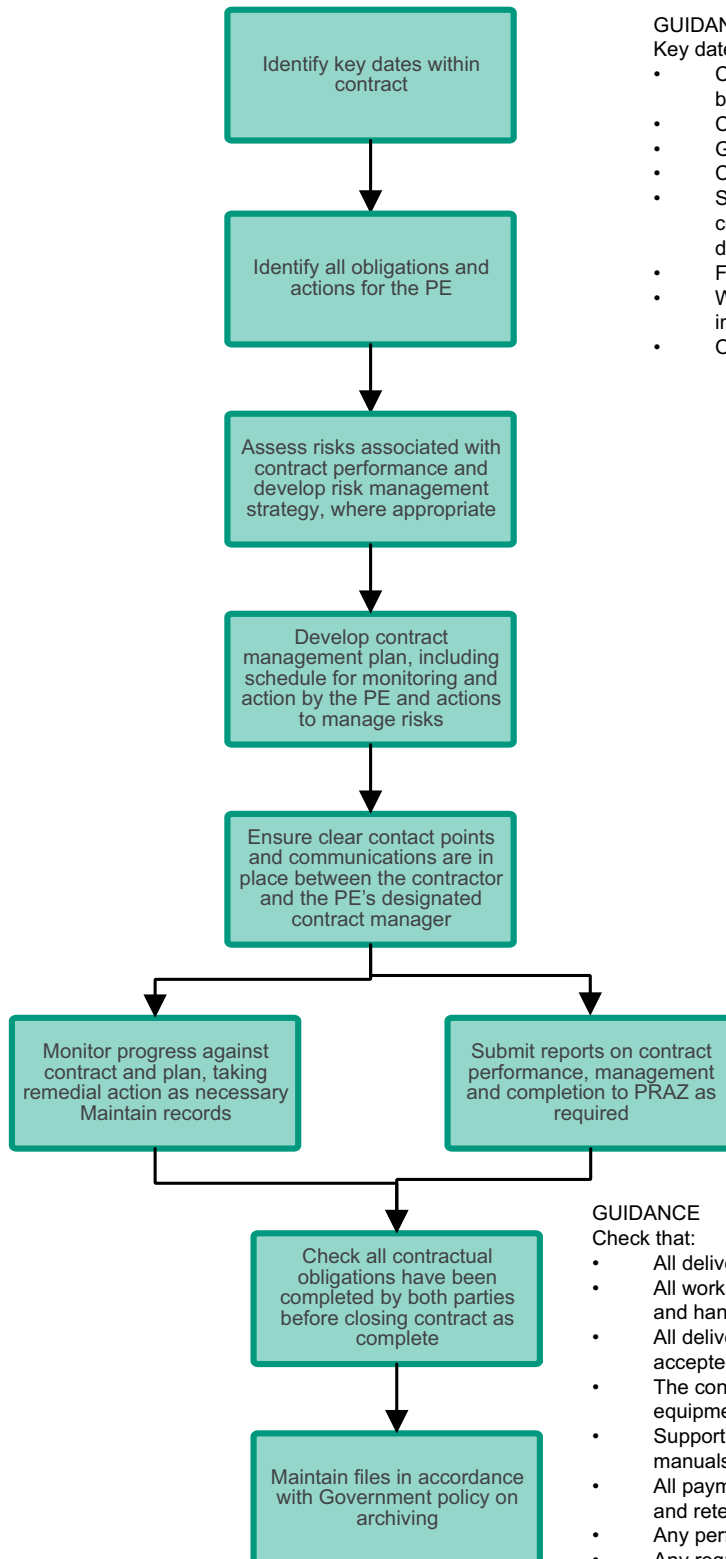 Identify key dates within
contract
GUIDAN
Key date
•
b
•
•
•
•
c
d
•
•
in
•
Identify all obligations and
actions for the PE
Assess risks associated with
contract performance and
develop risk management
strategy, where appropriate
Develop contract
management plan, including
schedule for monitoring and
action by the PE and actions
to manage risks
Ensure clear contact points
and communications are in
place between the contractor
and the PE’s designated
contract manager
Monitor progress against
contract and plan, taking
remedial action as necessary
Maintain records
Submit reports on contract
performance, management
and completion to PRAZ as
required
Check all contractual
obligations have been
completed by both parties
before closing contract as
complete
GUIDANCE
Check that:
• All delive
• All work
and han
• All delive
accepte
• The con
equipme
• Support
manuals
• All paym
and rete
• Any per
• Any req
Maintain files in accordance
with Government policy on
archiving